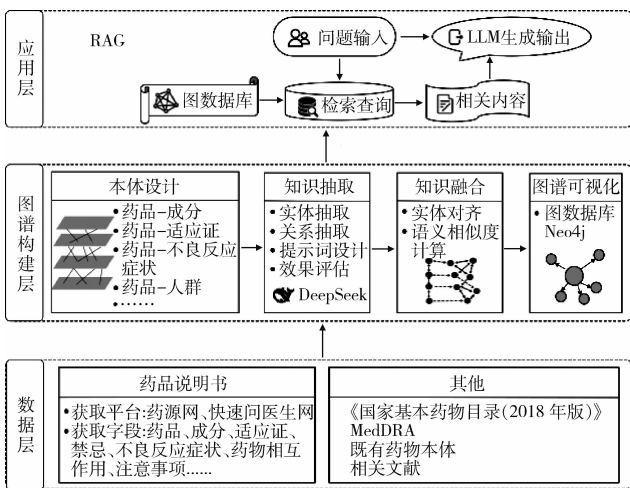 应用层
RAG
问题输入
LLM生成输出
图数据库
检索查询
相关内容
图谱构建层
本体设计
•药品-成分
•药品-适应证
•药品-不良反应
症状
•药品-人群
•……
知识抽取
•实体抽取
•关系抽取
•提示词设计
•效果评估
DeepSeek
知识融合
•实体对齐
•语义相似度
计算
图谱可视化
•图数据库
Neo4j
数据层
药品说明书
•获取平台:药源网、快速问医生网
•获取字段:药品、成分、适应证、
禁忌、不良反应症状、药物相互
作用、注意事项……
其他
《国家基本药物目录(2018年版)》
MedDRA
既有药物本体
相关文献